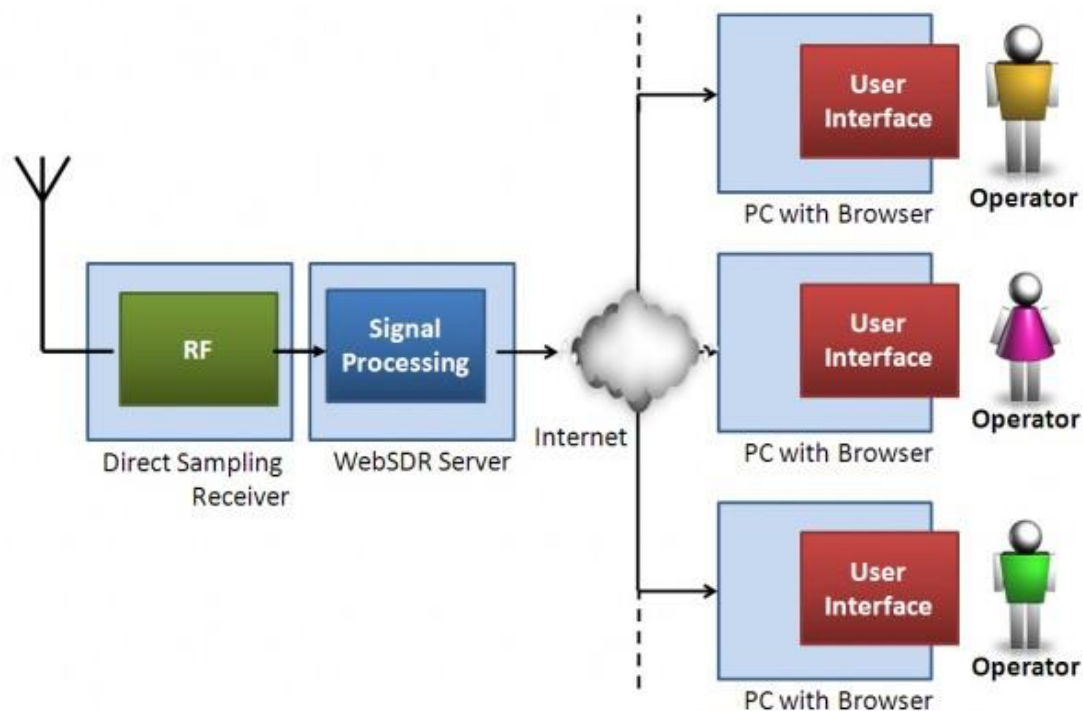 User
Interface
PC with Browser
Operator
RF
Direct Sampling
Receiver
Signal
Processing
WebSDR Server
Internet
User
Interface
PC with Browser
Operator
User
Interface
PC with Browser
Operator